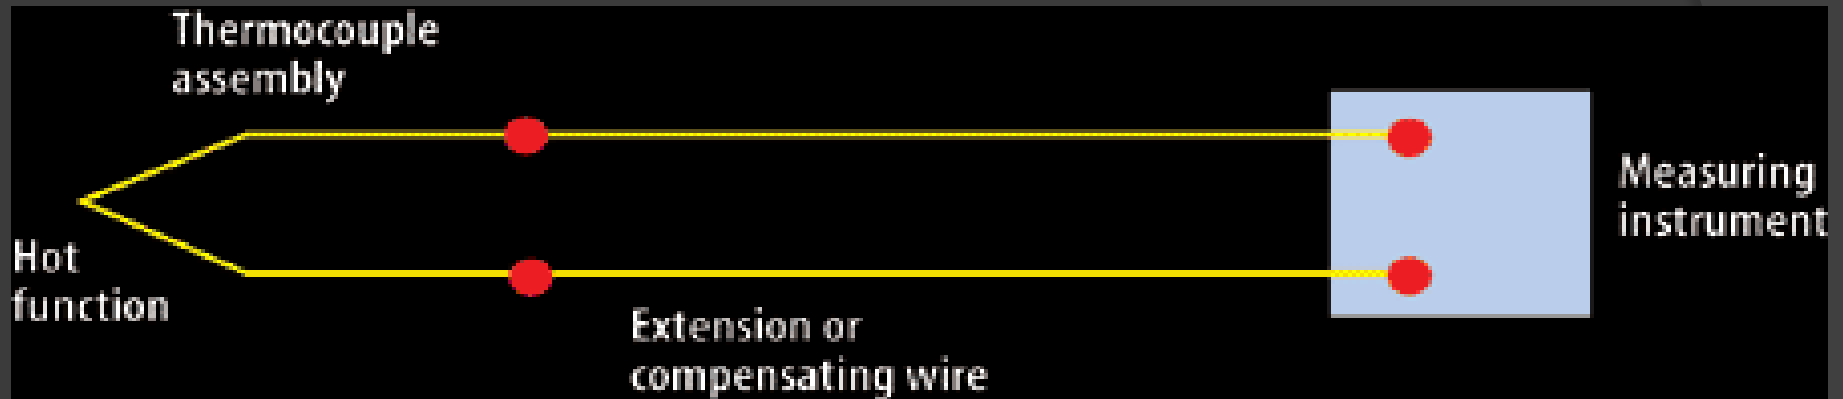 Thermocouple
assembly
Measuring
instrument
Hot
function
Extension or
compensating wire